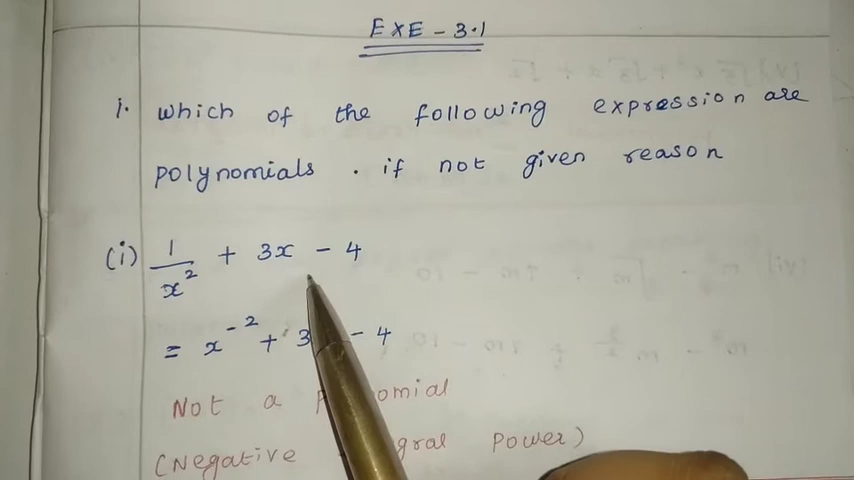 EXE - 3.1
1. which of the following expression are
polynomials . if not given reason
(i) 1/x² + 3x - 4
= x⁻² + 3 - 4
Not a omial
(Negative gral power)